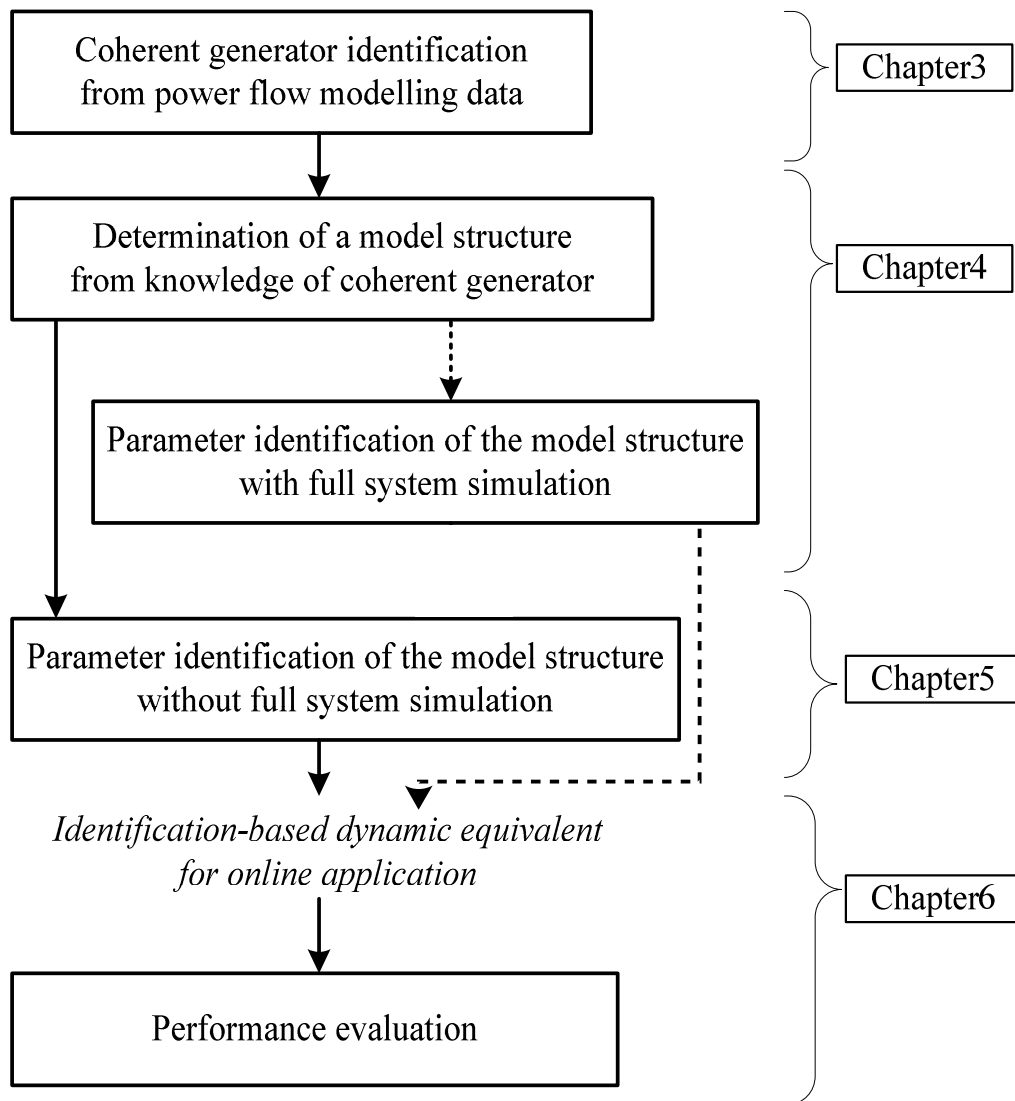 Coherent generator identification
from power flow modelling data
Chapter3
Determination of a model structure
from knowledge of coherent generator
Chapter4
Parameter identification of the model structure
with full system simulation
Parameter identification of the model structure
without full system simulation
Chapter5
Identification-based dynamic equivalent
for online application
Chapter6
Performance evaluation